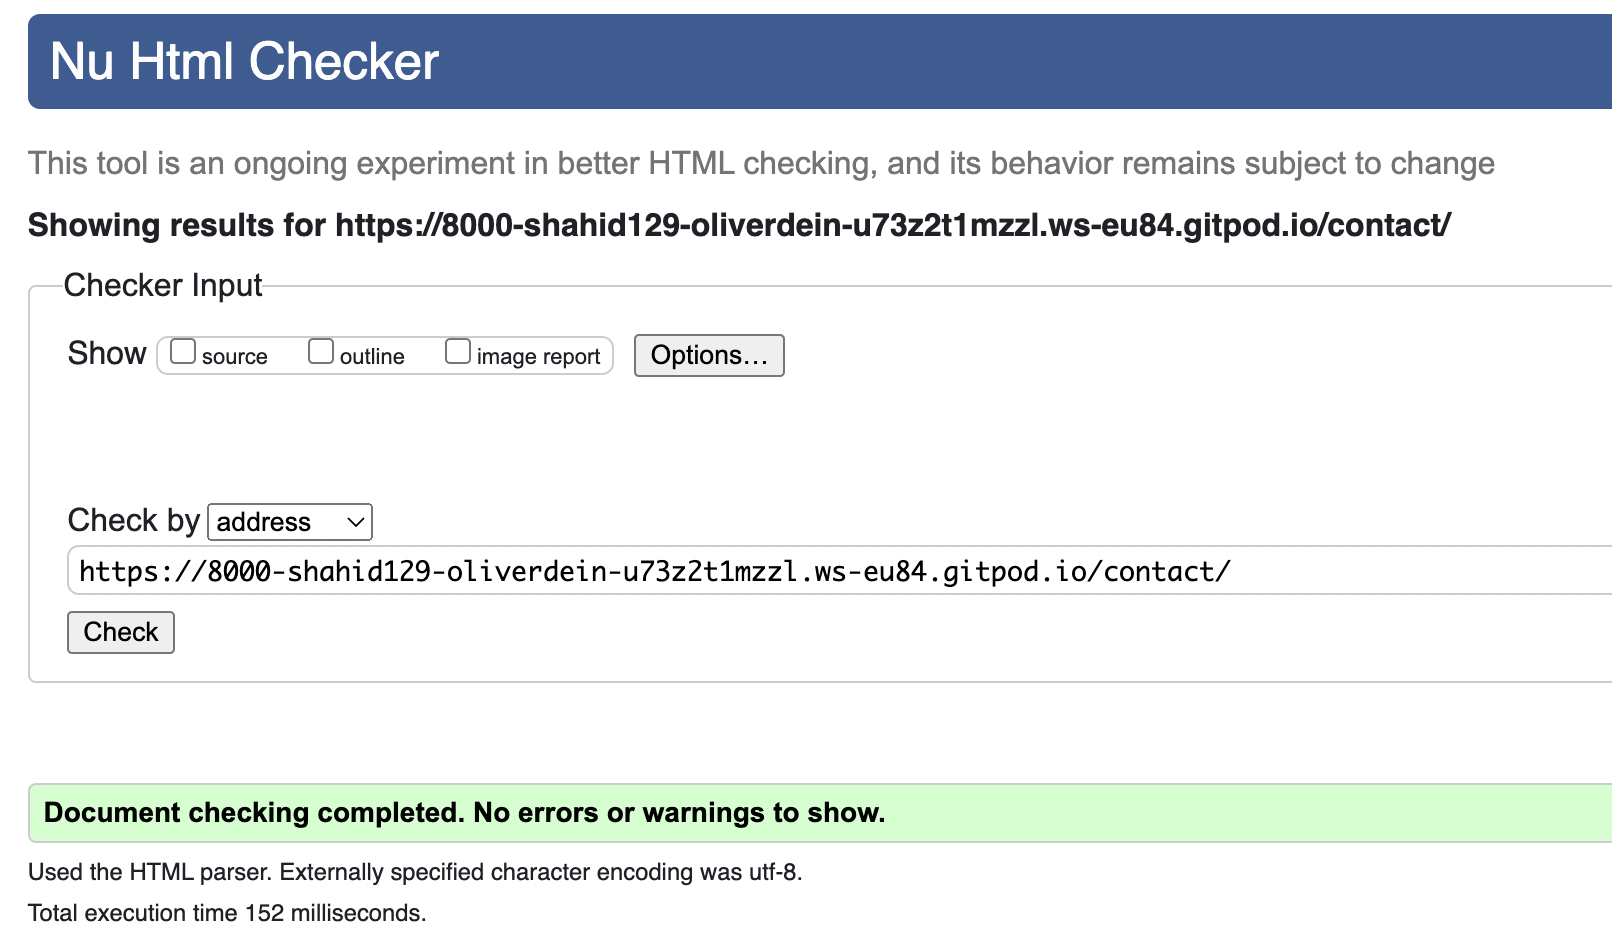 Nu Html Checker
This tool is an ongoing experiment in better HTML checking, and its behavior remains subject to change
Showing results for https://8000-shahid129-oliverdein-u73z2t1mzzl.ws-eu84.gitpod.io/contact/
Checker Input
Show source outline image report Options...
Check by address
https://8000-shahid129-oliverdein-u73z2t1mzzl.ws-eu84.gitpod.io/contact/
Check
Document checking completed. No errors or warnings to show.
Used the HTML parser. Externally specified character encoding was utf-8.
Total execution time 152 milliseconds.